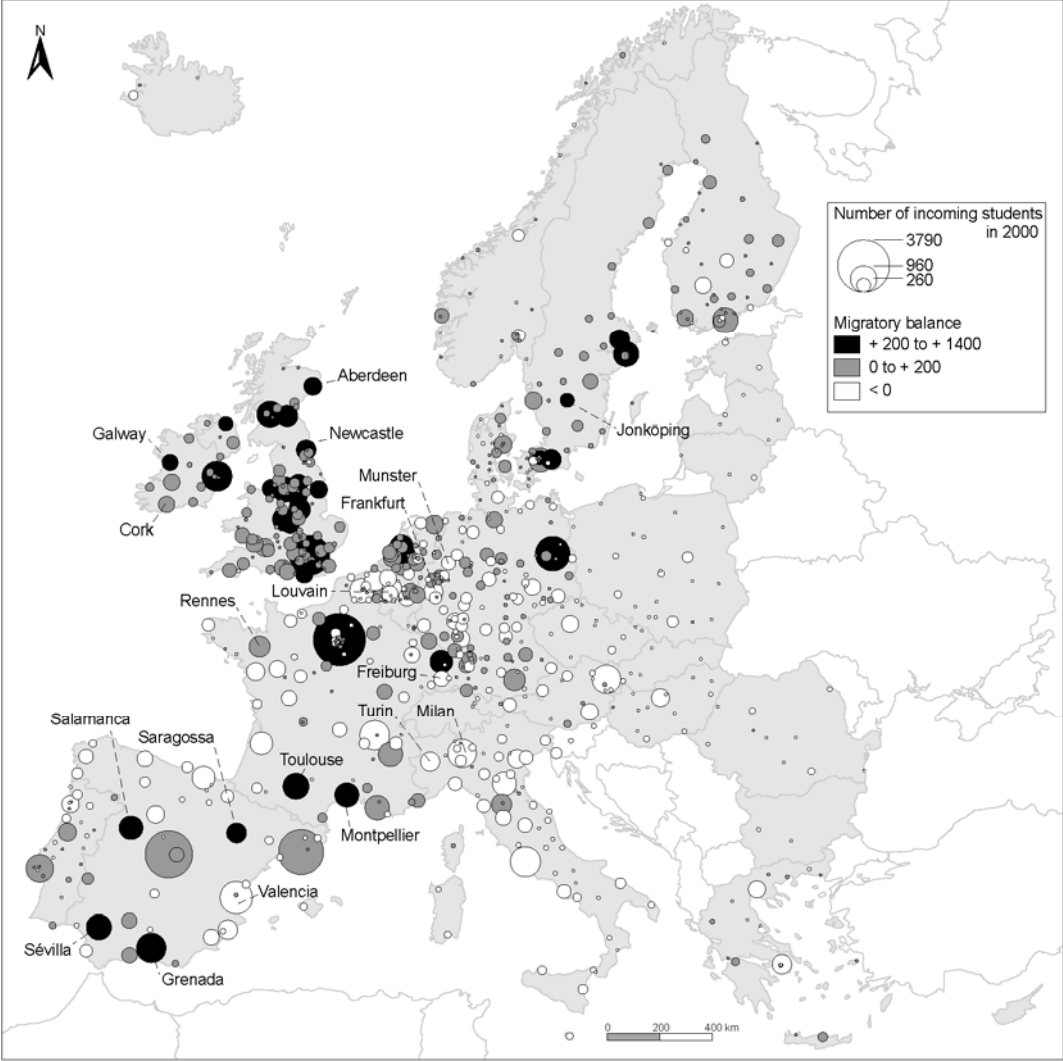 N
Number of incoming students
in 2000
3790
960
260
Migratory balance
+ 200 to + 1400
0 to + 200
< 0
Aberdeen
Galway
Newcastle
Jonköping
Munster
Frankfurt
Cork
Louvain
Rennes
Freiburg
Turin
Milan
Salamanca
Saragossa
Toulouse
Montpellier
Valencia
Sévilla
Grenada
0 200 400 km